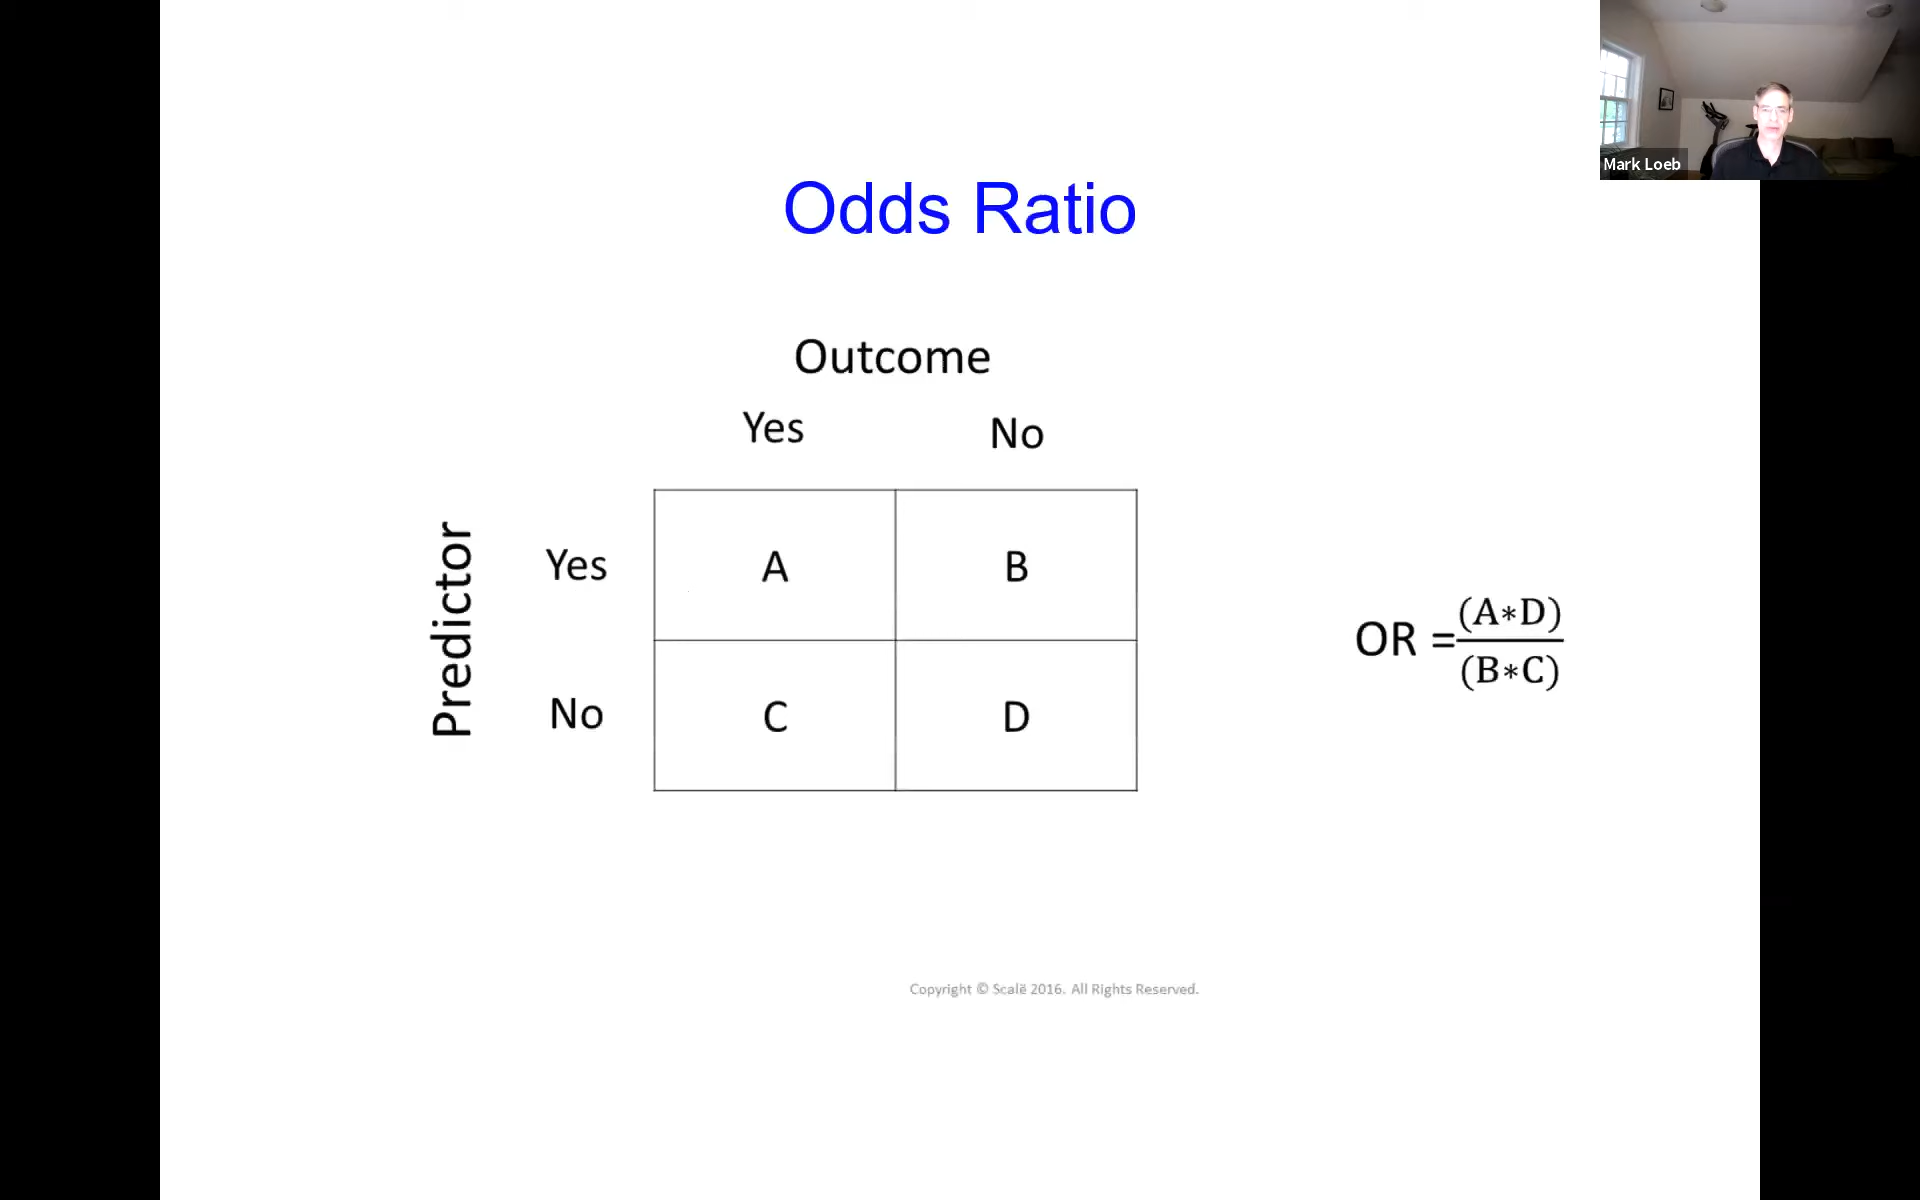 Mark Loeb
Odds Ratio
Outcome
Yes No
Predictor
Yes A B
No C D
OR = (A∗D)
(B∗C)
Copyright © Scalë 2016. All Rights Reserved.